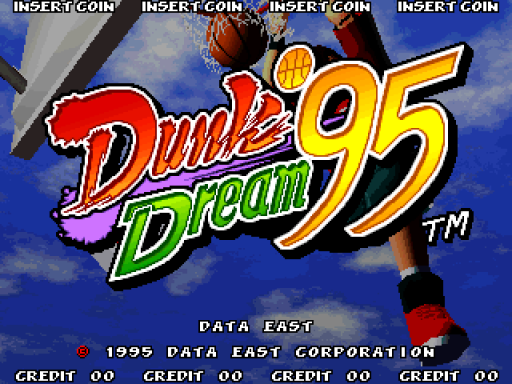 INSERT COIN INSERT COIN INSERT COIN INSERT COIN
Dunk
Dream '95
TM
DATA EAST
© 1995 DATA EAST CORPORATION
CREDIT 00 CREDIT 00 CREDIT 00 CREDIT 00